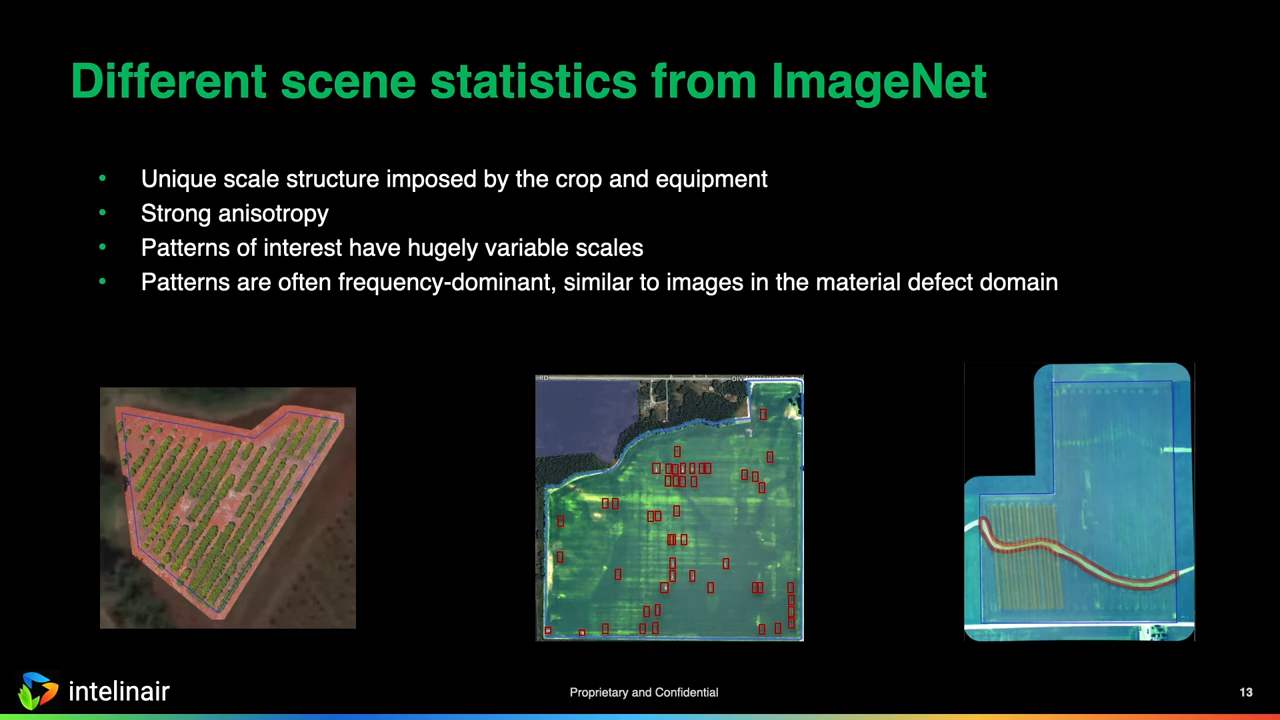 Different scene statistics from ImageNet
• Unique scale structure imposed by the crop and equipment
• Strong anisotropy
• Patterns of interest have hugely variable scales
• Patterns are often frequency-dominant, similar to images in the material defect domain
intelinair
Proprietary and Confidential
13